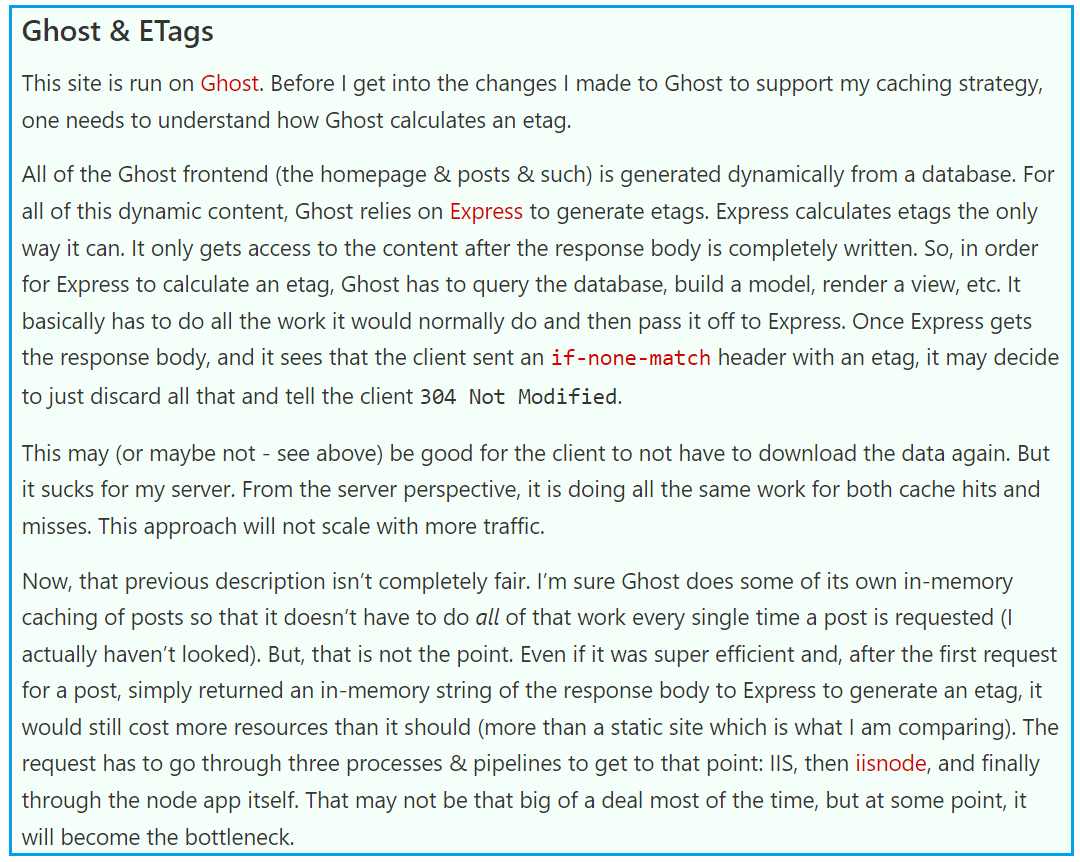 Ghost & ETags
This site is run on Ghost. Before I get into the changes I made to Ghost to support my caching strategy,
one needs to understand how Ghost calculates an etag.
All of the Ghost frontend (the homepage & posts & such) is generated dynamically from a database. For
all of this dynamic content, Ghost relies on Express to generate etags. Express calculates etags the only
way it can. It only gets access to the content after the response body is completely written. So, in order
for Express to calculate an etag, Ghost has to query the database, build a model, render a view, etc. It
basically has to do all the work it would normally do and then pass it off to Express. Once Express gets
the response body, and it sees that the client sent an if-none-match header with an etag, it may decide
to just discard all that and tell the client 304 Not Modified.
This may (or maybe not - see above) be good for the client to not have to download the data again. But
it sucks for my server. From the server perspective, it is doing all the same work for both cache hits and
misses. This approach will not scale with more traffic.
Now, that previous description isn’t completely fair. I’m sure Ghost does some of its own in-memory
caching of posts so that it doesn’t have to do all of that work every single time a post is requested (I
actually haven’t looked). But, that is not the point. Even if it was super efficient and, after the first request
for a post, simply returned an in-memory string of the response body to Express to generate an etag, it
would still cost more resources than it should (more than a static site which is what I am comparing). The
request has to go through three processes & pipelines to get to that point: IIS, then iisnode, and finally
through the node app itself. That may not be that big of a deal most of the time, but at some point, it
will become the bottleneck.